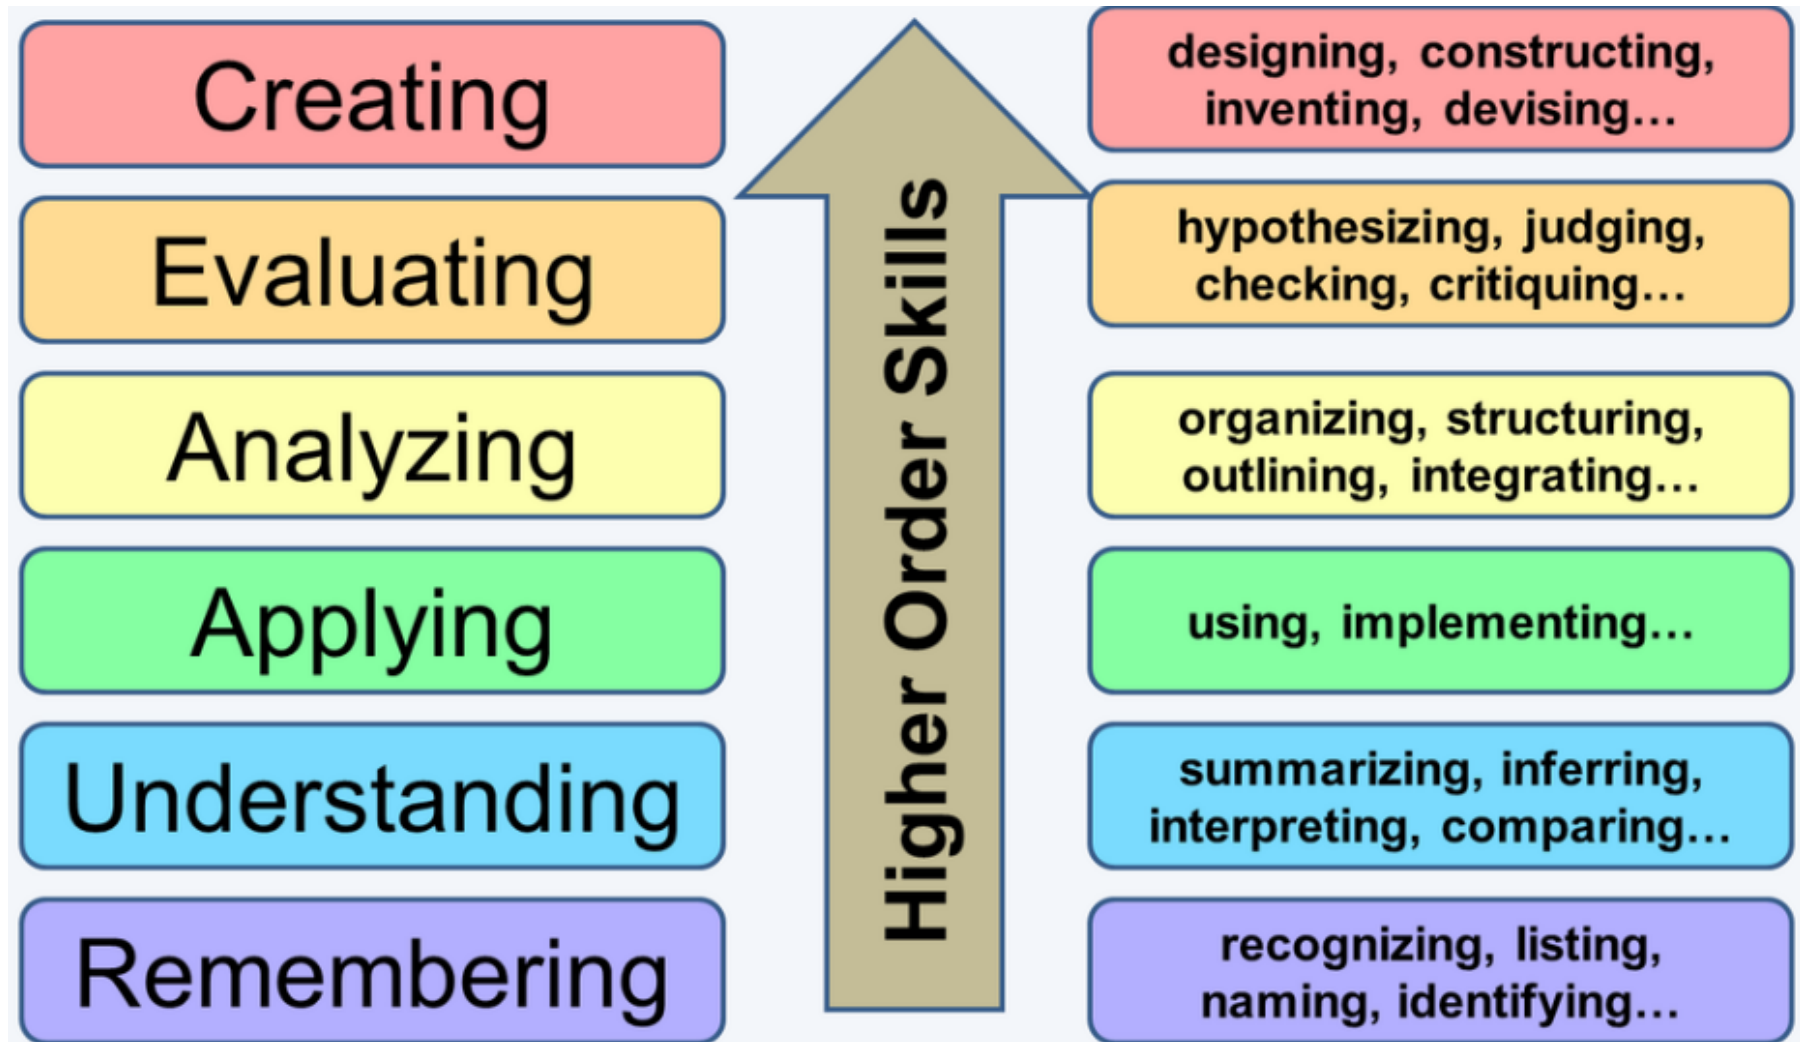 Creating
designing, constructing,
inventing, devising…
Evaluating
hypothesizing, judging,
checking, critiquing…
Analyzing
organizing, structuring,
outlining, integrating…
Applying
using, implementing…
Understanding
summarizing, inferring,
interpreting, comparing…
Remembering
recognizing, listing,
naming, identifying…
Higher Order Skills